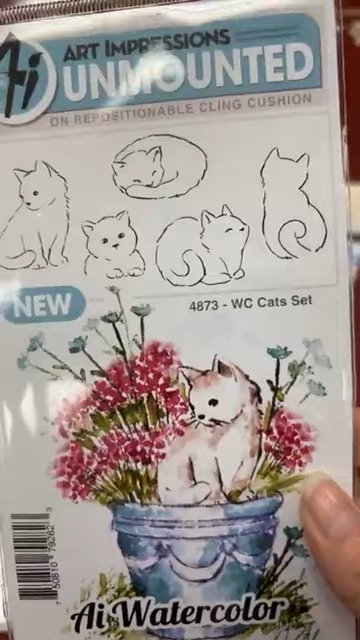 Ai
ART IMPRESSIONS
UNMOUNTED
ON REPOSITIONABLE CLING CUSHION
NEW
4873 - WC Cats Set
Ai Watercolor